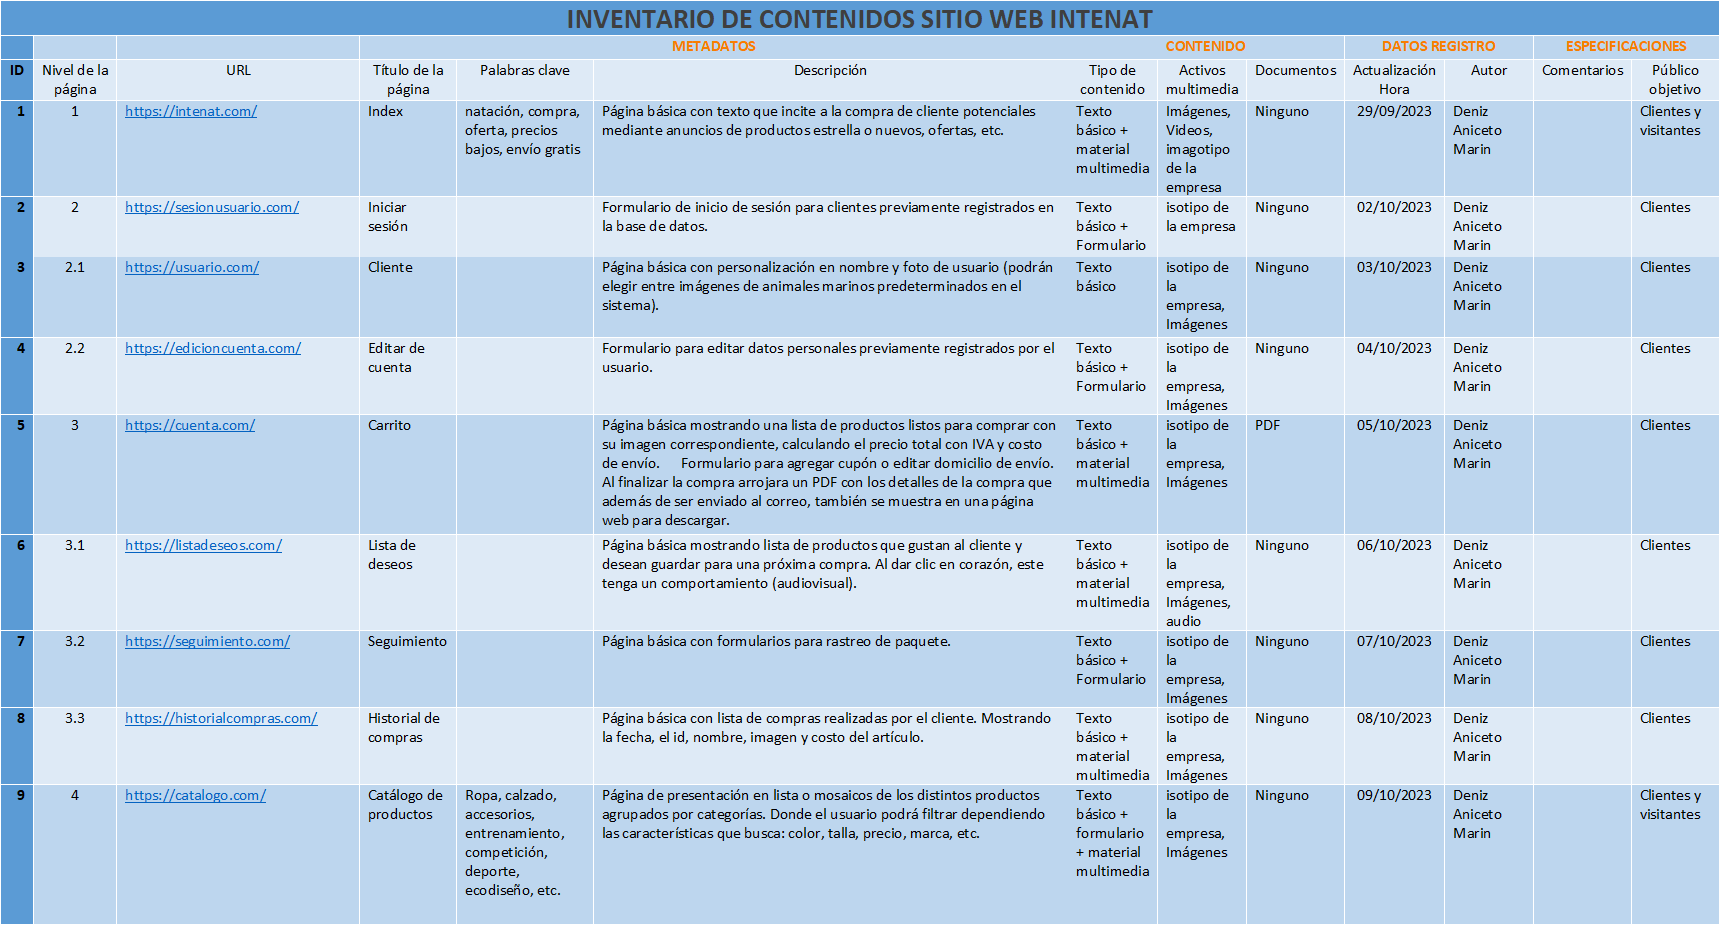 INVENTARIO DE CONTENIDOS SITIO WEB INTENAT
METADATOS CONTENIDO DATOS REGISTRO ESPECIFICACIONES
ID Nivel de la página URL Título de la página Palabras clave Descripción Tipo de contenido Activos multimedia Documentos Actualización Hora Autor Comentarios Público objetivo
1 1 https://intenat.com/ Index
natación, compra,
oferta, precios
bajos, envío gratis
Página básica con texto que incite a la compra de cliente potenciales
mediante anuncios de productos estrella o nuevos, ofertas, etc.
Texto
básico +
material
multimedia
Imágenes,
Videos,
imagotipo
de la
empresa
Ninguno
29/09/2023
Deniz
Aniceto
Marin
Clientes y
visitantes
2 2 https://sesionusuario.com/
Iniciar
sesión
Formulario de inicio de sesión para clientes previamente registrados en
la base de datos.
Texto
básico +
Formulario
isotipo de
la empresa
Ninguno
02/10/2023
Deniz
Aniceto
Marin
Clientes
3 2.1 https://usuario.com/ Cliente
Página básica con personalización en nombre y foto de usuario (podrán
elegir entre imágenes de animales marinos predeterminados en el
sistema).
Texto
básico
isotipo de
la
empresa,
Imágenes
Ninguno
03/10/2023
Deniz
Aniceto
Marin
Clientes
4 2.2 https://edicioncuenta.com/
Editar de
cuenta
Formulario para editar datos personales previamente registrados por el
usuario.
Texto
básico +
Formulario
isotipo de
la
empresa,
Imágenes
Ninguno
04/10/2023
Deniz
Aniceto
Marin
Clientes
5 3 https://cuenta.com/ Carrito
Página básica mostrando una lista de productos listos para comprar con
su imagen correspondiente, calculando el precio total con IVA y costo
de envío. Formulario para agregar cupón o editar domicilio de envío.
Al finalizar la compra arrojara un PDF con los detalles de la compra que
además de ser enviado al correo, también se muestra en una página
web para descargar.
Texto
básico +
material
multimedia
isotipo de
la
empresa,
Imágenes
PDF
05/10/2023
Deniz
Aniceto
Marin
Clientes
6 3.1 https://listadeseos.com/
Lista de
deseos
Página básica mostrando lista de productos que gustan al cliente y
desean guardar para una próxima compra. Al dar clic en corazón, este
tenga un comportamiento (audiovisual).
Texto
básico +
material
multimedia
isotipo de
la
empresa,
Imágenes,
audio
Ninguno
06/10/2023
Deniz
Aniceto
Marin
Clientes
7 3.2 https://seguimiento.com/ Seguimiento
Página básica con formularios para rastreo de paquete.
Texto
básico +
Formulario
isotipo de
la
empresa,
Imágenes
Ninguno
07/10/2023
Deniz
Aniceto
Marin
Clientes
8 3.3 https://historialcompras.com/
Historial de
compras
Página básica con lista de compras realizadas por el cliente. Mostrando
la fecha, el id, nombre, imagen y costo del artículo.
Texto
básico +
material
multimedia
isotipo de
la
empresa,
Imágenes
Ninguno
08/10/2023
Deniz
Aniceto
Marin
Clientes
9 4 https://catalogo.com/
Catálogo de
productos
Ropa, calzado,
accesorios,
entrenamiento,
competición,
deporte,
ecodiseño, etc.
Página de presentación en lista o mosaicos de los distintos productos
agrupados por categorías. Donde el usuario podrá filtrar dependiendo
las características que busca: color, talla, precio, marca, etc.
Texto
básico +
formulario
+ material
multimedia
isotipo de
la
empresa,
Imágenes
Ninguno
09/10/2023
Deniz
Aniceto
Marin
Clientes y
visitantes